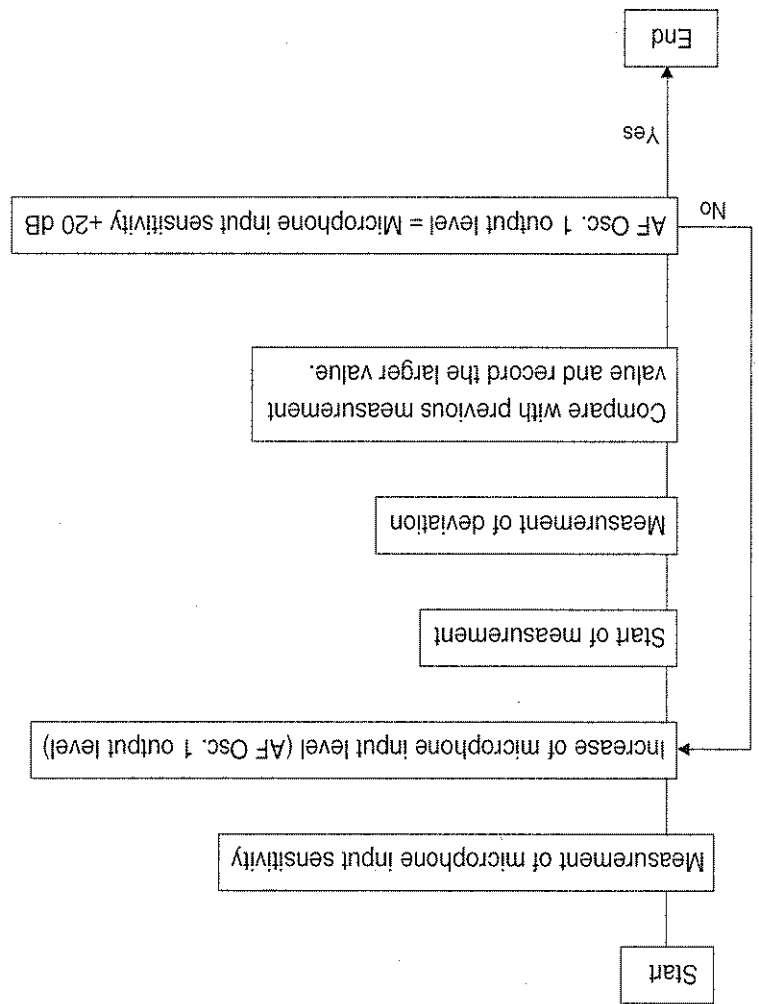 Start
Measurement of microphone input sensitivity
Increase of microphone input level (AF Osc. 1 output level)
Start of measurement
Measurement of deviation
Compare with previous measurement
value and record the larger value.
AF Osc. 1 output level = Microphone input sensitivity +20 dB
No
Yes
End